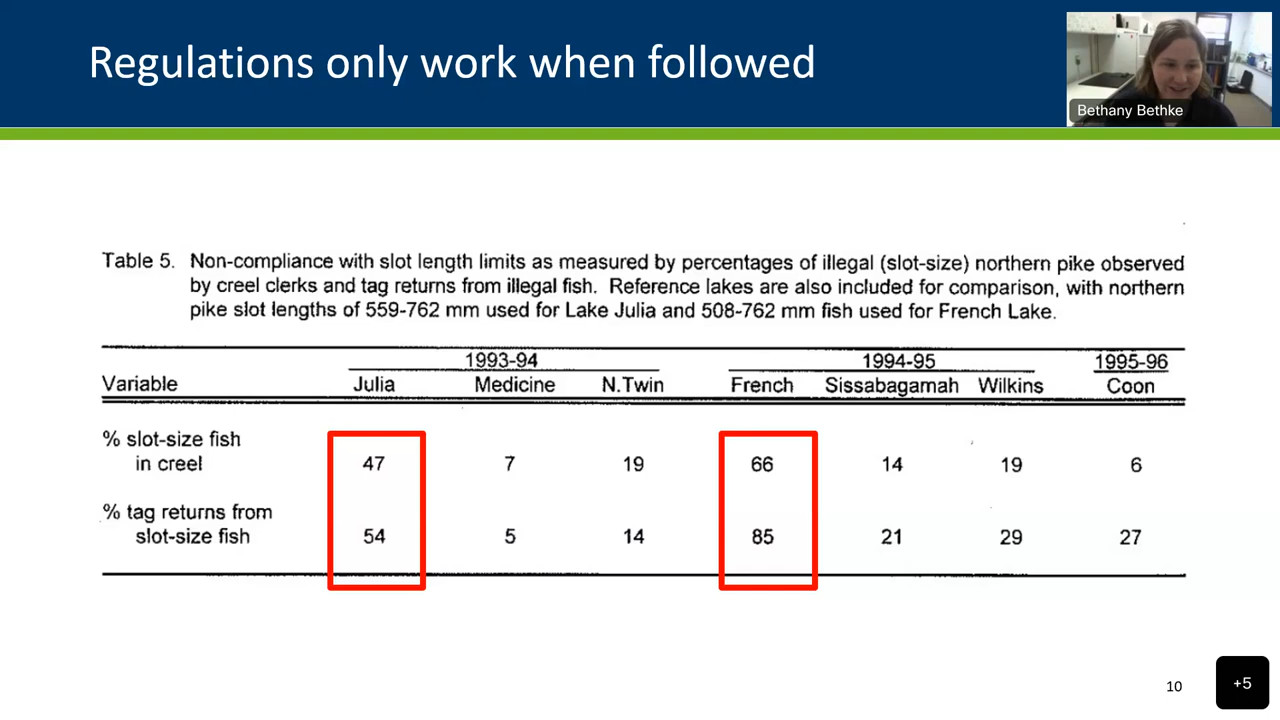 Regulations only work when followed
Bethany Bethke
Table 5. Non-compliance with slot length limits as measured by percentages of illegal (slot-size) northern pike observed
by creel clerks and tag returns from illegal fish. Reference lakes are also included for comparison, with northern
pike slot lengths of 559-762 mm used for Lake Julia and 508-762 mm fish used for French Lake.
1993-94 1994-95 1995-96
Variable Julia Medicine N.Twin French Sissabagamah Wilkins Coon
% slot-size fish
in creel 47 7 19 66 14 19 6
% tag returns from
slot-size fish 54 5 14 85 21 29 27
10
+5